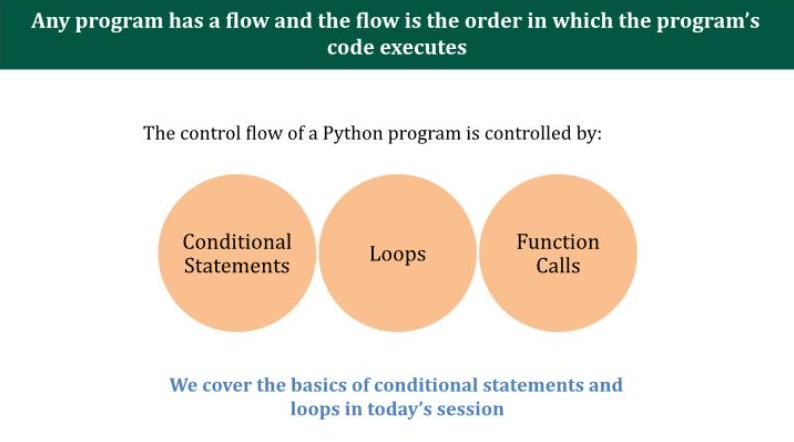 Any program has a flow and the flow is the order in which the program’s
code executes
The control flow of a Python program is controlled by:
Conditional
Statements
Loops
Function
Calls
We cover the basics of conditional statements and
loops in today’s session